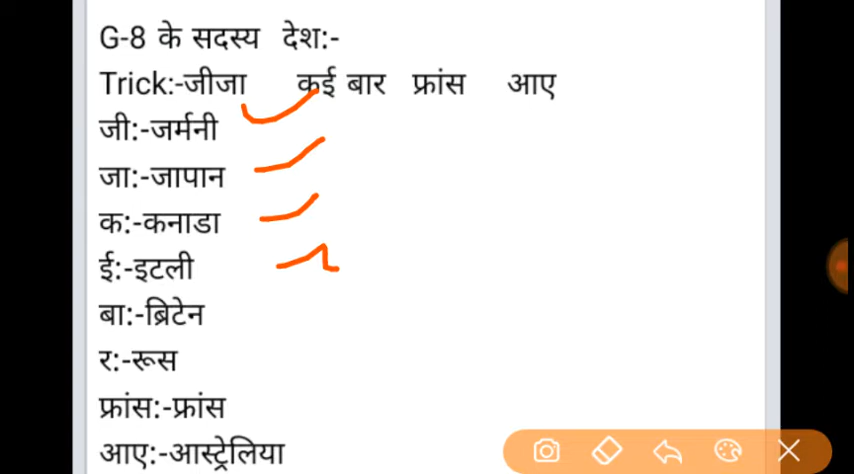 G-8 के सदस्य देश:-
Trick:-जीजा कई बार फ्रांस आए
जी:-जर्मनी
जा:-जापान
क:-कनाडा
ई:-इटली
बा:-ब्रिटेन
र:-रूस
फ्रांस:-फ्रांस
आए:-आस्ट्रेलिया